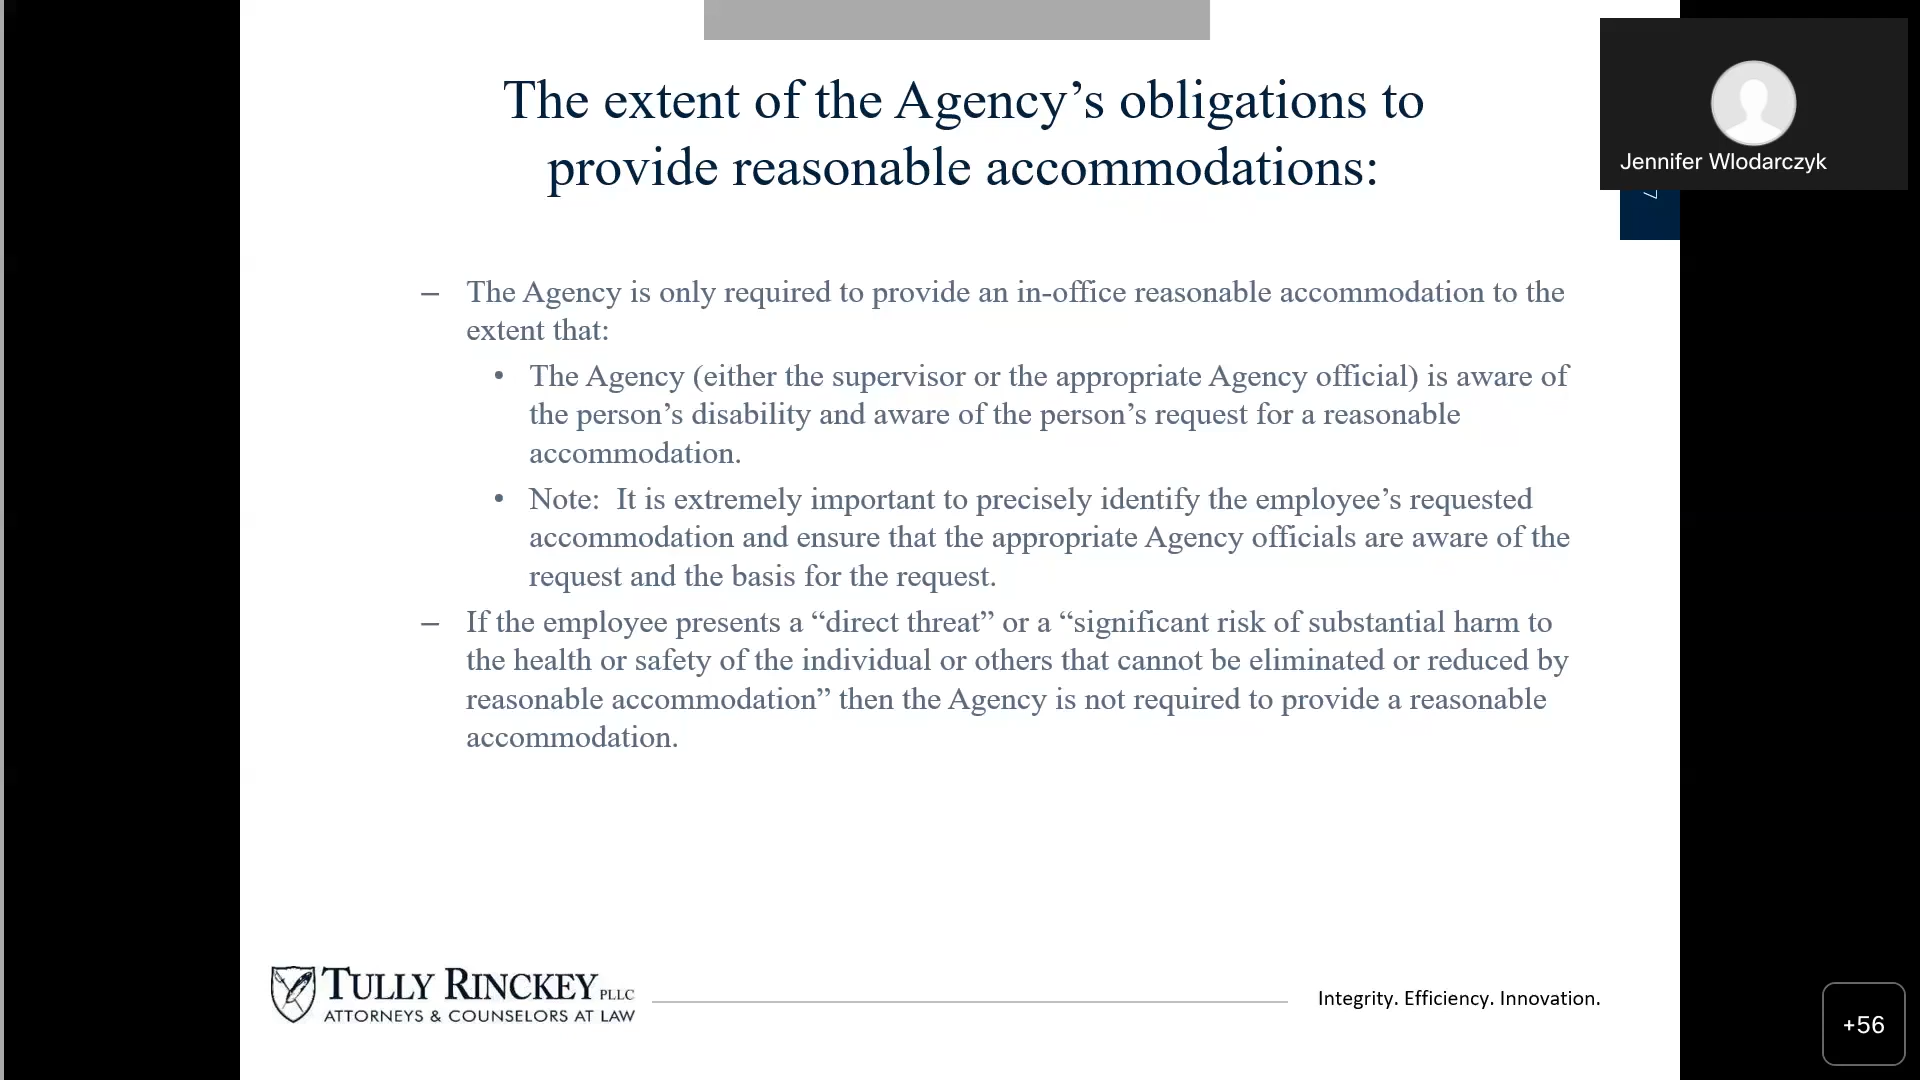 The extent of the Agency’s obligations to
provide reasonable accommodations:
Jennifer Wlodarczyk
7
– The Agency is only required to provide an in-office reasonable accommodation to the
extent that:
• The Agency (either the supervisor or the appropriate Agency official) is aware of
the person’s disability and aware of the person’s request for a reasonable
accommodation.
• Note:  It is extremely important to precisely identify the employee’s requested
accommodation and ensure that the appropriate Agency officials are aware of the
request and the basis for the request.
– If the employee presents a “direct threat” or a “significant risk of substantial harm to
the health or safety of the individual or others that cannot be eliminated or reduced by
reasonable accommodation” then the Agency is not required to provide a reasonable
accommodation.
TULLY RINCKEY PLLC
ATTORNEYS & COUNSELORS AT LAW
Integrity. Efficiency. Innovation.
+56